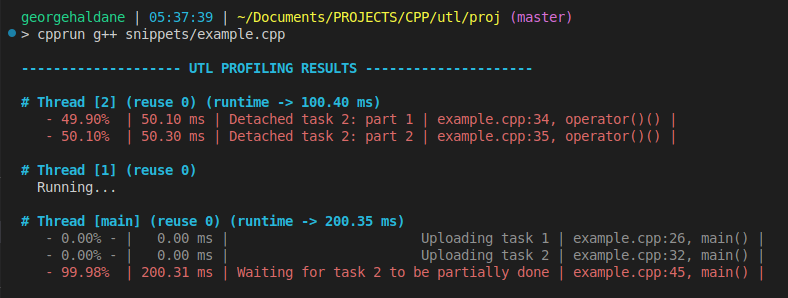 georgehaldane | 05:37:39 | ~/Documents/PROJECTS/CPP/utl/proj (master)
> cpprun g++ snippets/example.cpp
-------------------- UTL PROFILING RESULTS ---------------------
# Thread [2] (reuse 0) (runtime -> 100.40 ms)
- 49.90% | 50.10 ms | Detached task 2: part 1 | example.cpp:34, operator()() |
- 50.10% | 50.30 ms | Detached task 2: part 2 | example.cpp:35, operator()() |
# Thread [1] (reuse 0)
Running...
# Thread [main] (reuse 0) (runtime -> 200.35 ms)
- 0.00% - | 0.00 ms | Uploading task 1 | example.cpp:26, main() |
- 0.00% - | 0.00 ms | Uploading task 2 | example.cpp:32, main() |
- 99.98% | 200.31 ms | Waiting for task 2 to be partially done | example.cpp:45, main() |